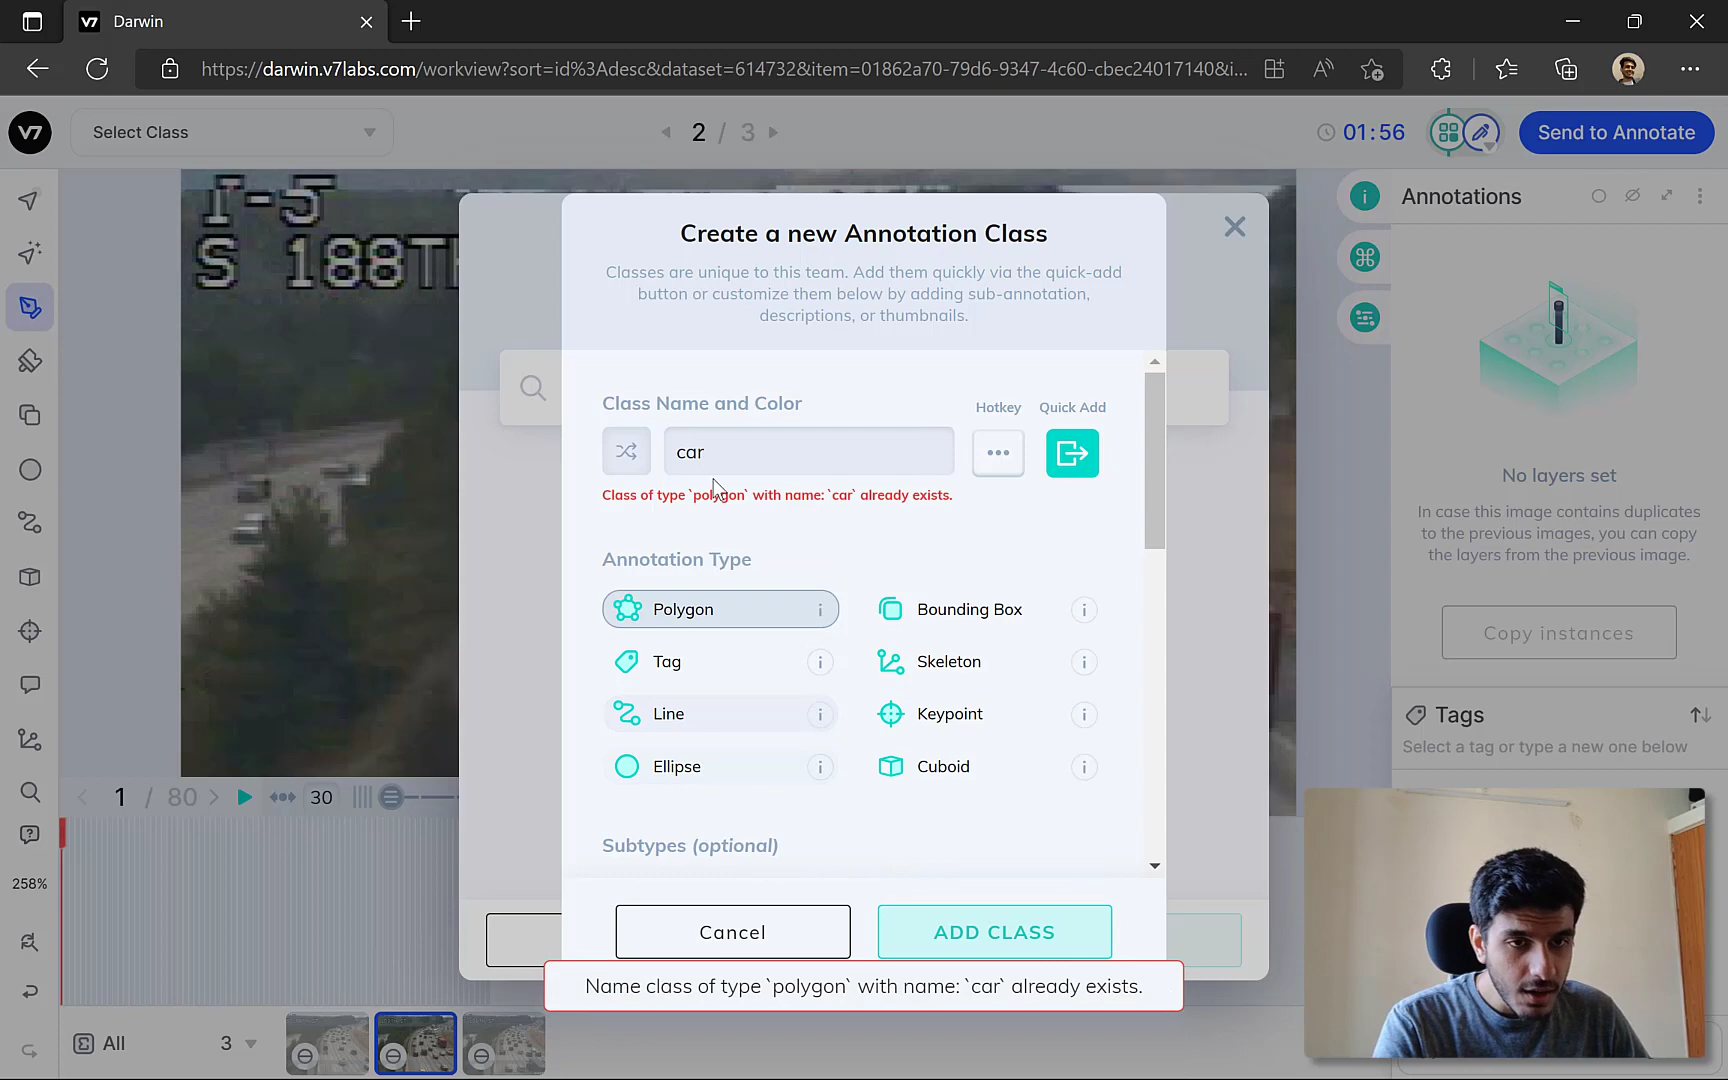 V7 Darwin
https://darwin.v7labs.com/workview?sort=id%3Adesc&dataset=614732&item=01862a70-79d6-9347-4c60-cbec24017140&i...
V7
Select Class
2 / 3
01:56
Send to Annotate
I-5
S 188TH
Annotations
Create a new Annotation Class
Classes are unique to this team. Add them quickly via the quick-add
button or customize them below by adding sub-annotation,
descriptions, or thumbnails.
Class Name and Color
Hotkey
Quick Add
car
Class of type `polygon` with name: `car` already exists.
Annotation Type
Polygon
Bounding Box
Tag
Skeleton
Line
Keypoint
Ellipse
Cuboid
Subtypes (optional)
Cancel
ADD CLASS
Name class of type `polygon` with name: `car` already exists.
No layers set
In case this image contains duplicates
to the previous images, you can copy
the layers from the previous image.
Copy instances
Tags
Select a tag or type a new one below
1 / 80
30
258%
All
3